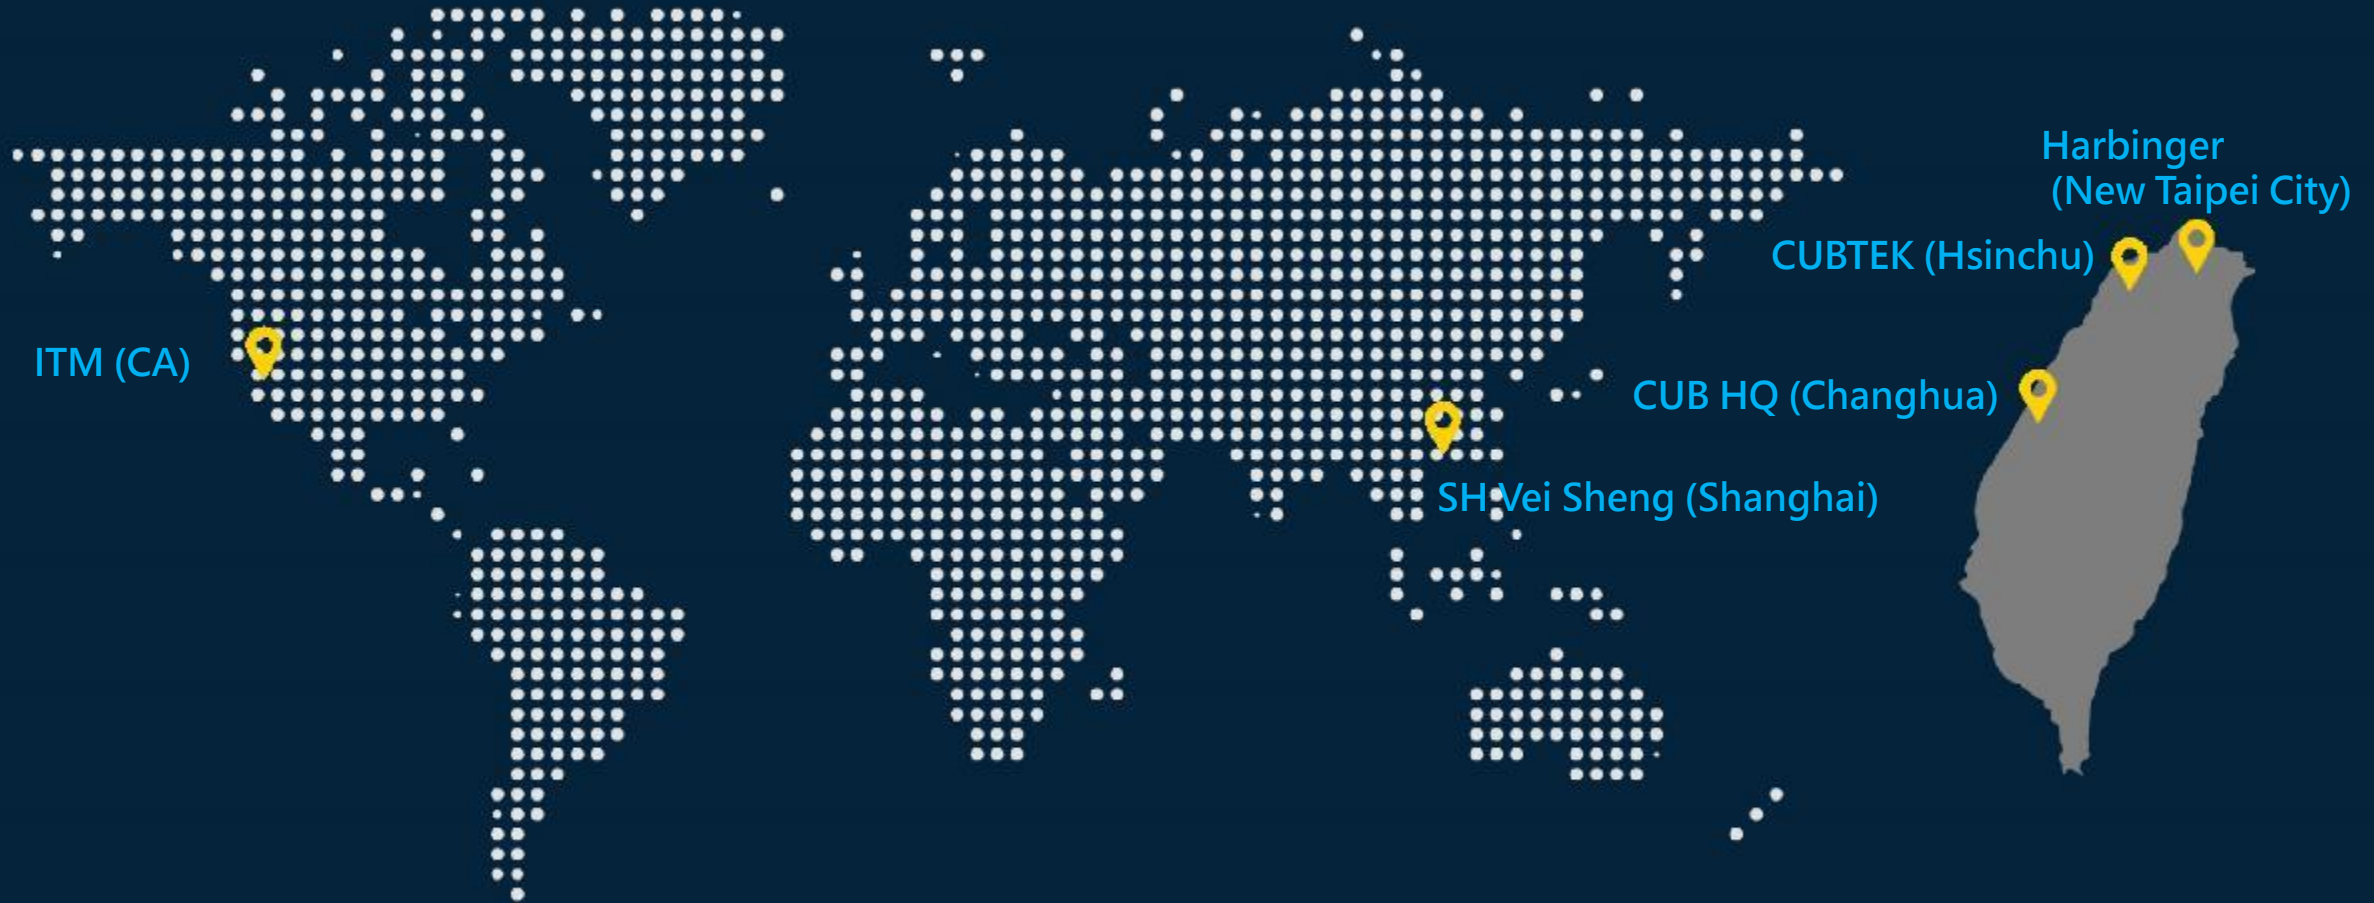 Harbinger
(New Taipei City)
CUBTEK (Hsinchu)
ITM (CA)
CUB HQ (Changhua)
SH Vei Sheng (Shanghai)